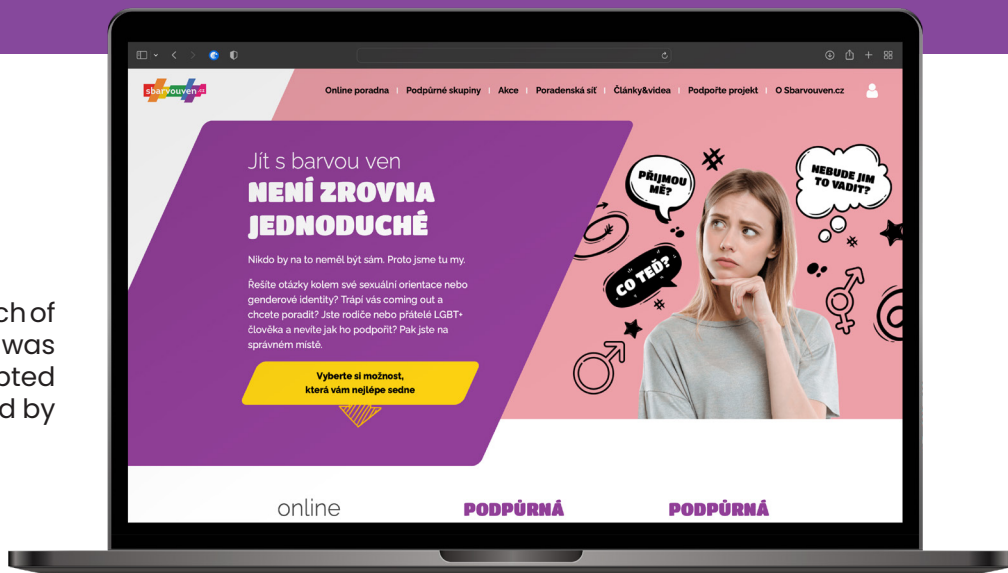 ch of
was
pted
d by
sbarvouven.cz
Online poradna | Podpůrné skupiny | Akce | Poradenská síť | Články&videa | Podpořte projekt | O Sbarvouven.cz
Jít s barvou ven
NENÍ ZROVNA
JEDNODUCHÉ
Nikdo by na to neměl být sám. Proto jsme tu my.
Řešíte otázky kolem své sexuální orientace nebo
genderové identity? Trápí vás coming out a
chcete poradit? Jste rodiče nebo přátelé LGBT+
člověka a nevíte jak ho podpořit? Pak jste na
správném místě.
Vyberte si možnost,
která vám nejlépe sedne
PŘIJMOU
MĚ?
NEBUDE JIM
TO VADIT?
CO TEĎ?
online
PODPŮRNÁ
PODPŮRNÁ